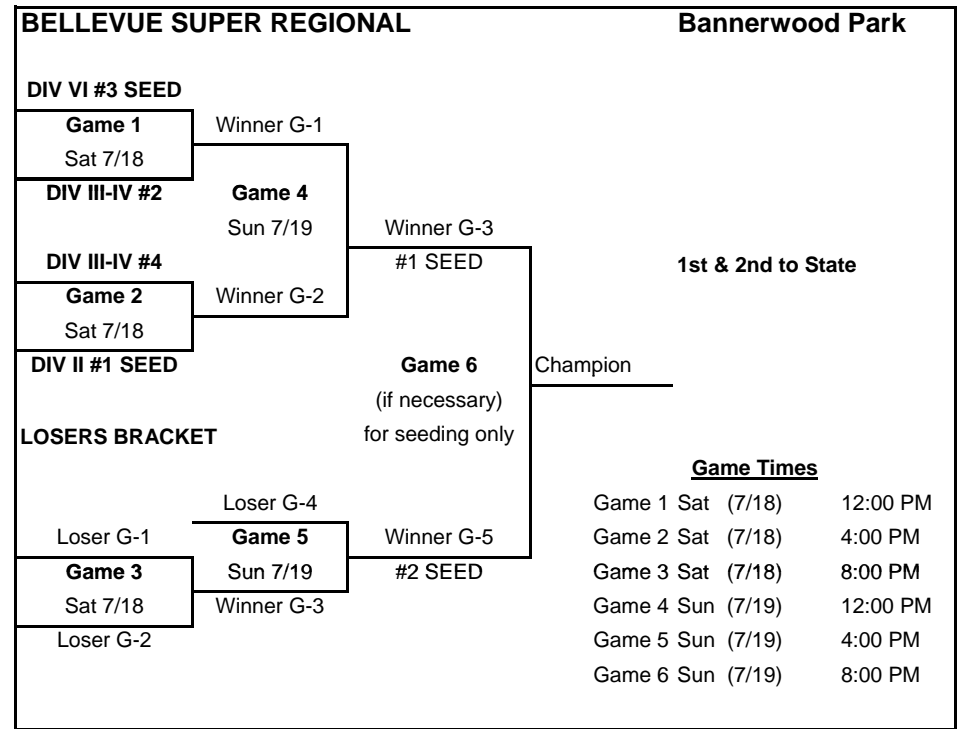 BELLEVUE SUPER REGIONAL Bannerwood Park
DIV VI #3 SEED
Game 1 Winner G-1
Sat 7/18
DIV III-IV #2 Game 4
Sun 7/19 Winner G-3
DIV III-IV #4 #1 SEED 1st & 2nd to State
Game 2 Winner G-2
Sat 7/18
DIV II #1 SEED Game 6 Champion
(if necessary)
LOSERS BRACKET for seeding only
Game Times
Loser G-4 Game 1 Sat (7/18) 12:00 PM
Loser G-1 Game 5 Winner G-5 Game 2 Sat (7/18) 4:00 PM
Game 3 Sun 7/19 #2 SEED Game 3 Sat (7/18) 8:00 PM
Sat 7/18 Winner G-3 Game 4 Sun (7/19) 12:00 PM
Loser G-2 Game 5 Sun (7/19) 4:00 PM
Game 6 Sun (7/19) 8:00 PM